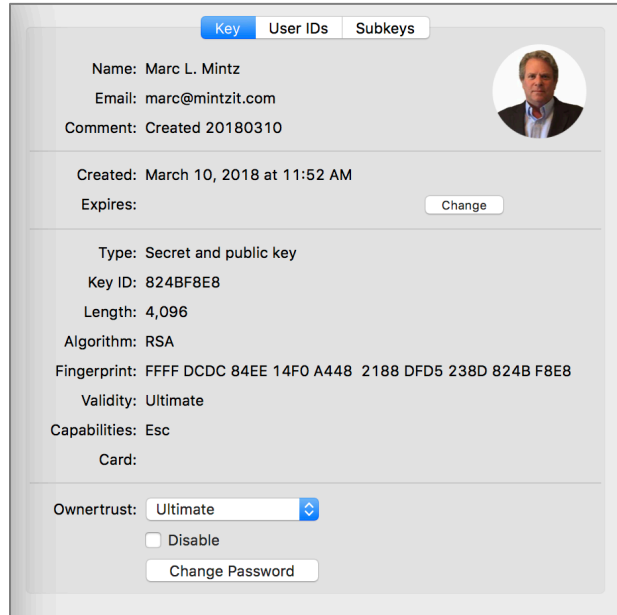 Key User IDs Subkeys
Name: Marc L. Mintz
Email: marc@mintzit.com
Comment: Created 20180310
Created: March 10, 2018 at 11:52 AM
Expires: Change
Type: Secret and public key
Key ID: 824BF8E8
Length: 4,096
Algorithm: RSA
Fingerprint: FFFF DCDC 84EE 14F0 A448  2188 DFD5 238D 824B F8E8
Validity: Ultimate
Capabilities: Esc
Card:
Ownertrust: Ultimate
Disable
Change Password